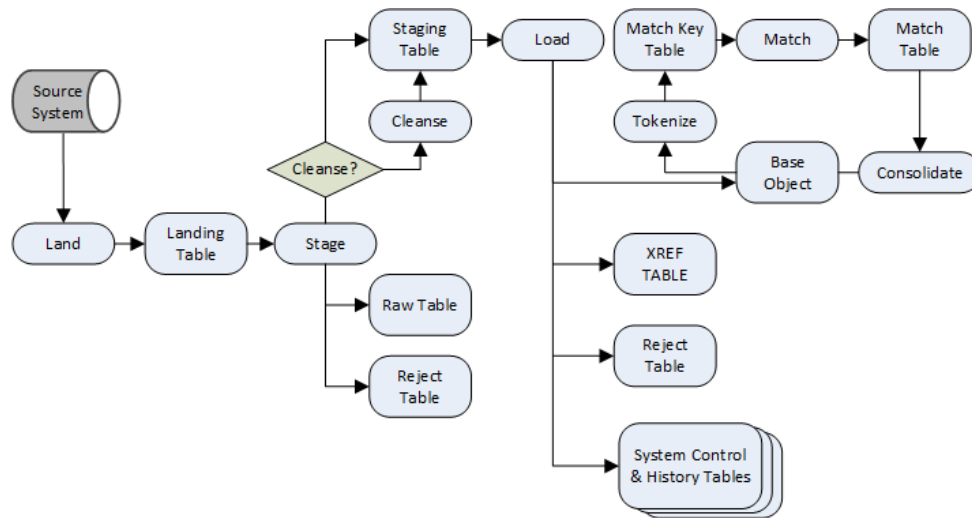 Source
System
Land
Landing
Table
Stage
Cleanse?
Cleanse
Staging
Table
Raw Table
Reject
Table
Load
Match Key
Table
Match
Match
Table
Tokenize
Base
Object
Consolidate
XREF
TABLE
Reject
Table
System Control
& History Tables